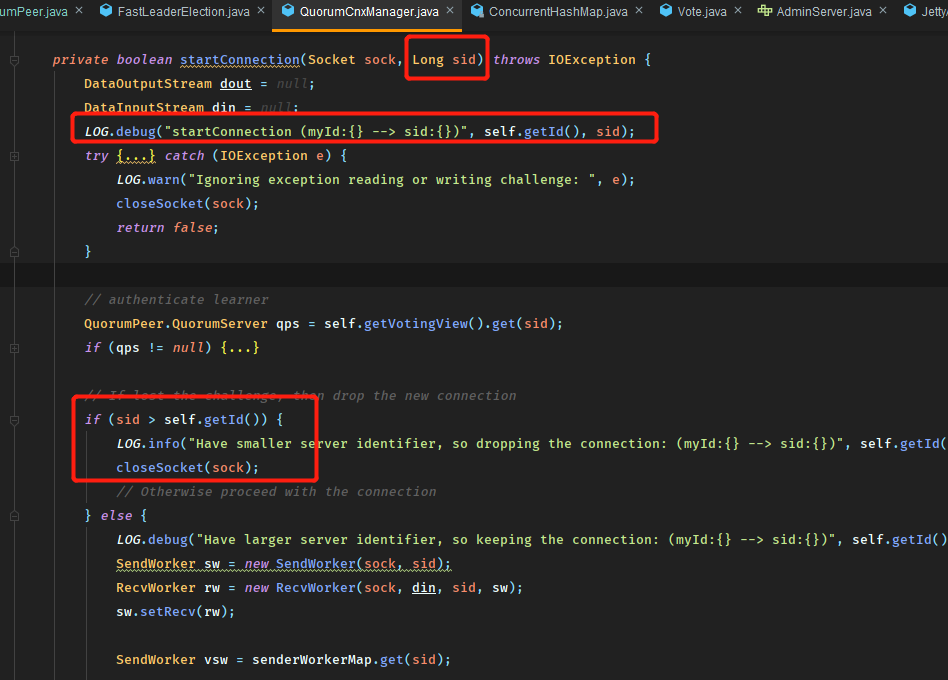 umPeer.java × FastLeaderElection.java × QuorumCnxManager.java × ConcurrentHashMap.java × Vote.java × AdminServer.java × Jetty
private boolean startConnection(Socket sock, Long sid) throws IOException {
DataOutputStream dout = null;
DataInputStream din = null;
LOG.debug("startConnection (myId:{} --> sid:{})", self.getId(), sid);
try {...} catch (IOException e) {
LOG.warn("Ignoring exception reading or writing challenge: ", e);
closeSocket(sock);
return false;
}
// authenticate learner
QuorumPeer.QuorumServer qps = self.getVotingView().get(sid);
if (qps != null) {...}
// If lost the challenge, then drop the new connection
if (sid > self.getId()) {
LOG.info("Have smaller server identifier, so dropping the connection: (myId:{} --> sid:{})", self.getId(
closeSocket(sock);
// Otherwise proceed with the connection
} else {
LOG.debug("Have larger server identifier, so keeping the connection: (myId:{} --> sid:{})", self.getId()
SendWorker sw = new SendWorker(sock, sid);
RecvWorker rw = new RecvWorker(sock, din, sid, sw);
sw.setRecv(rw);
SendWorker vsw = senderWorkerMap.get(sid);